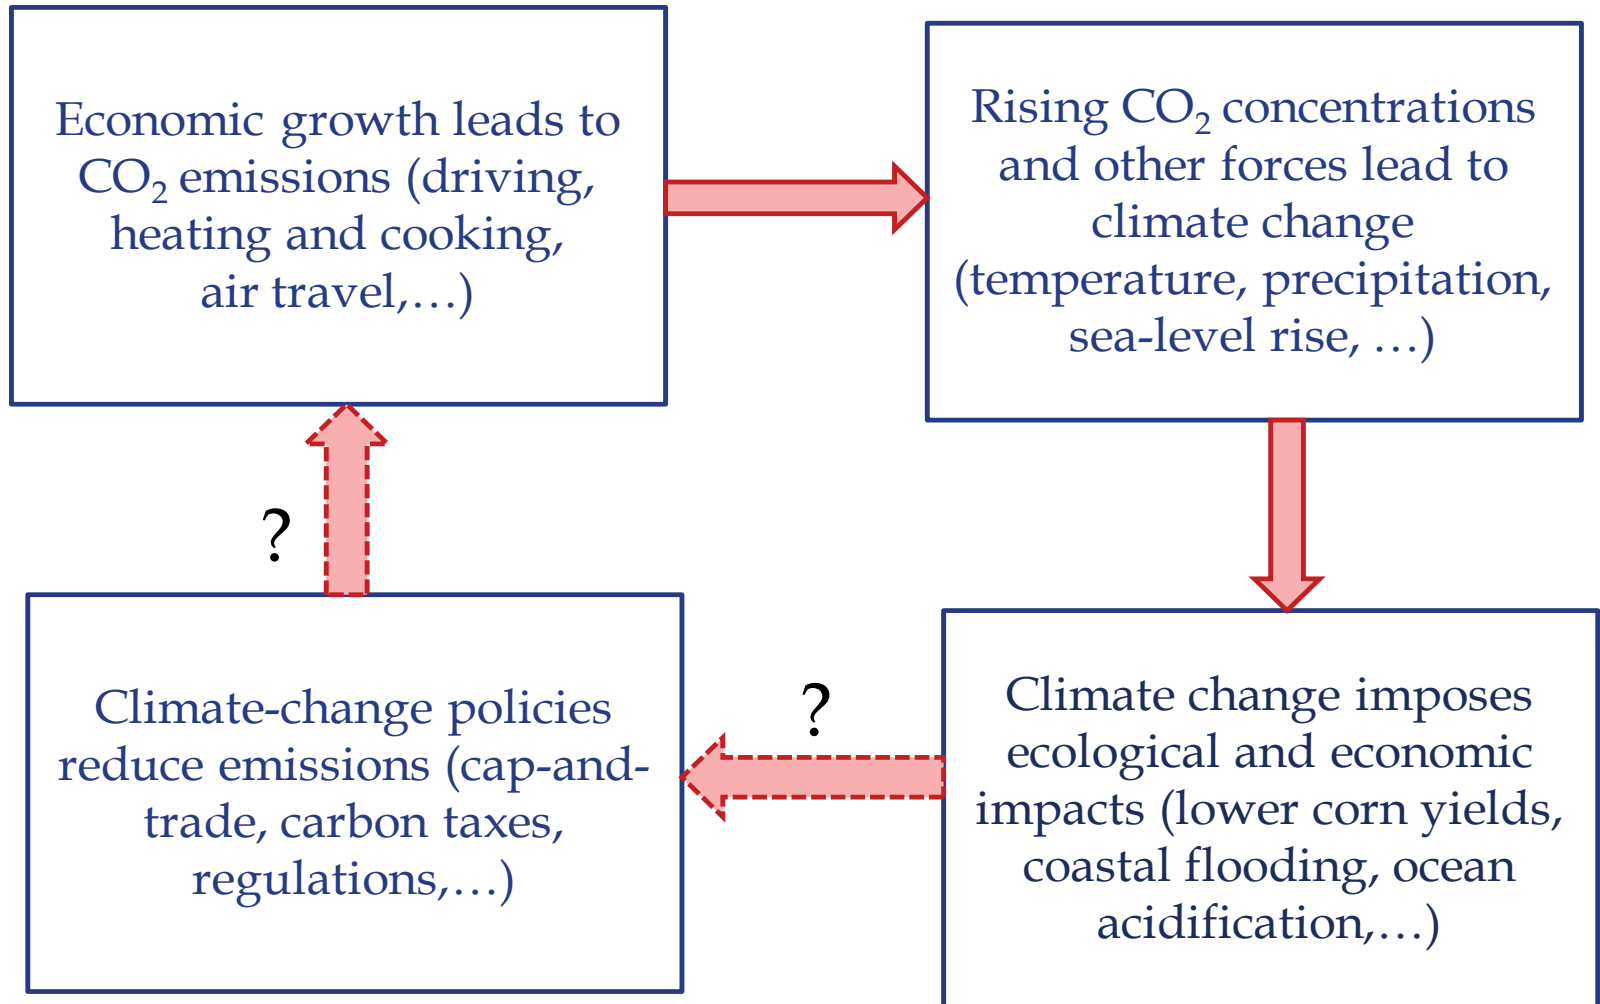 Economic growth leads to
CO₂ emissions (driving,
heating and cooking,
air travel,…)
Rising CO₂ concentrations
and other forces lead to
climate change
(temperature, precipitation,
sea-level rise, …)
?
?
Climate-change policies
reduce emissions (cap-and-
trade, carbon taxes,
regulations,…)
Climate change imposes
ecological and economic
impacts (lower corn yields,
coastal flooding, ocean
acidification,…)